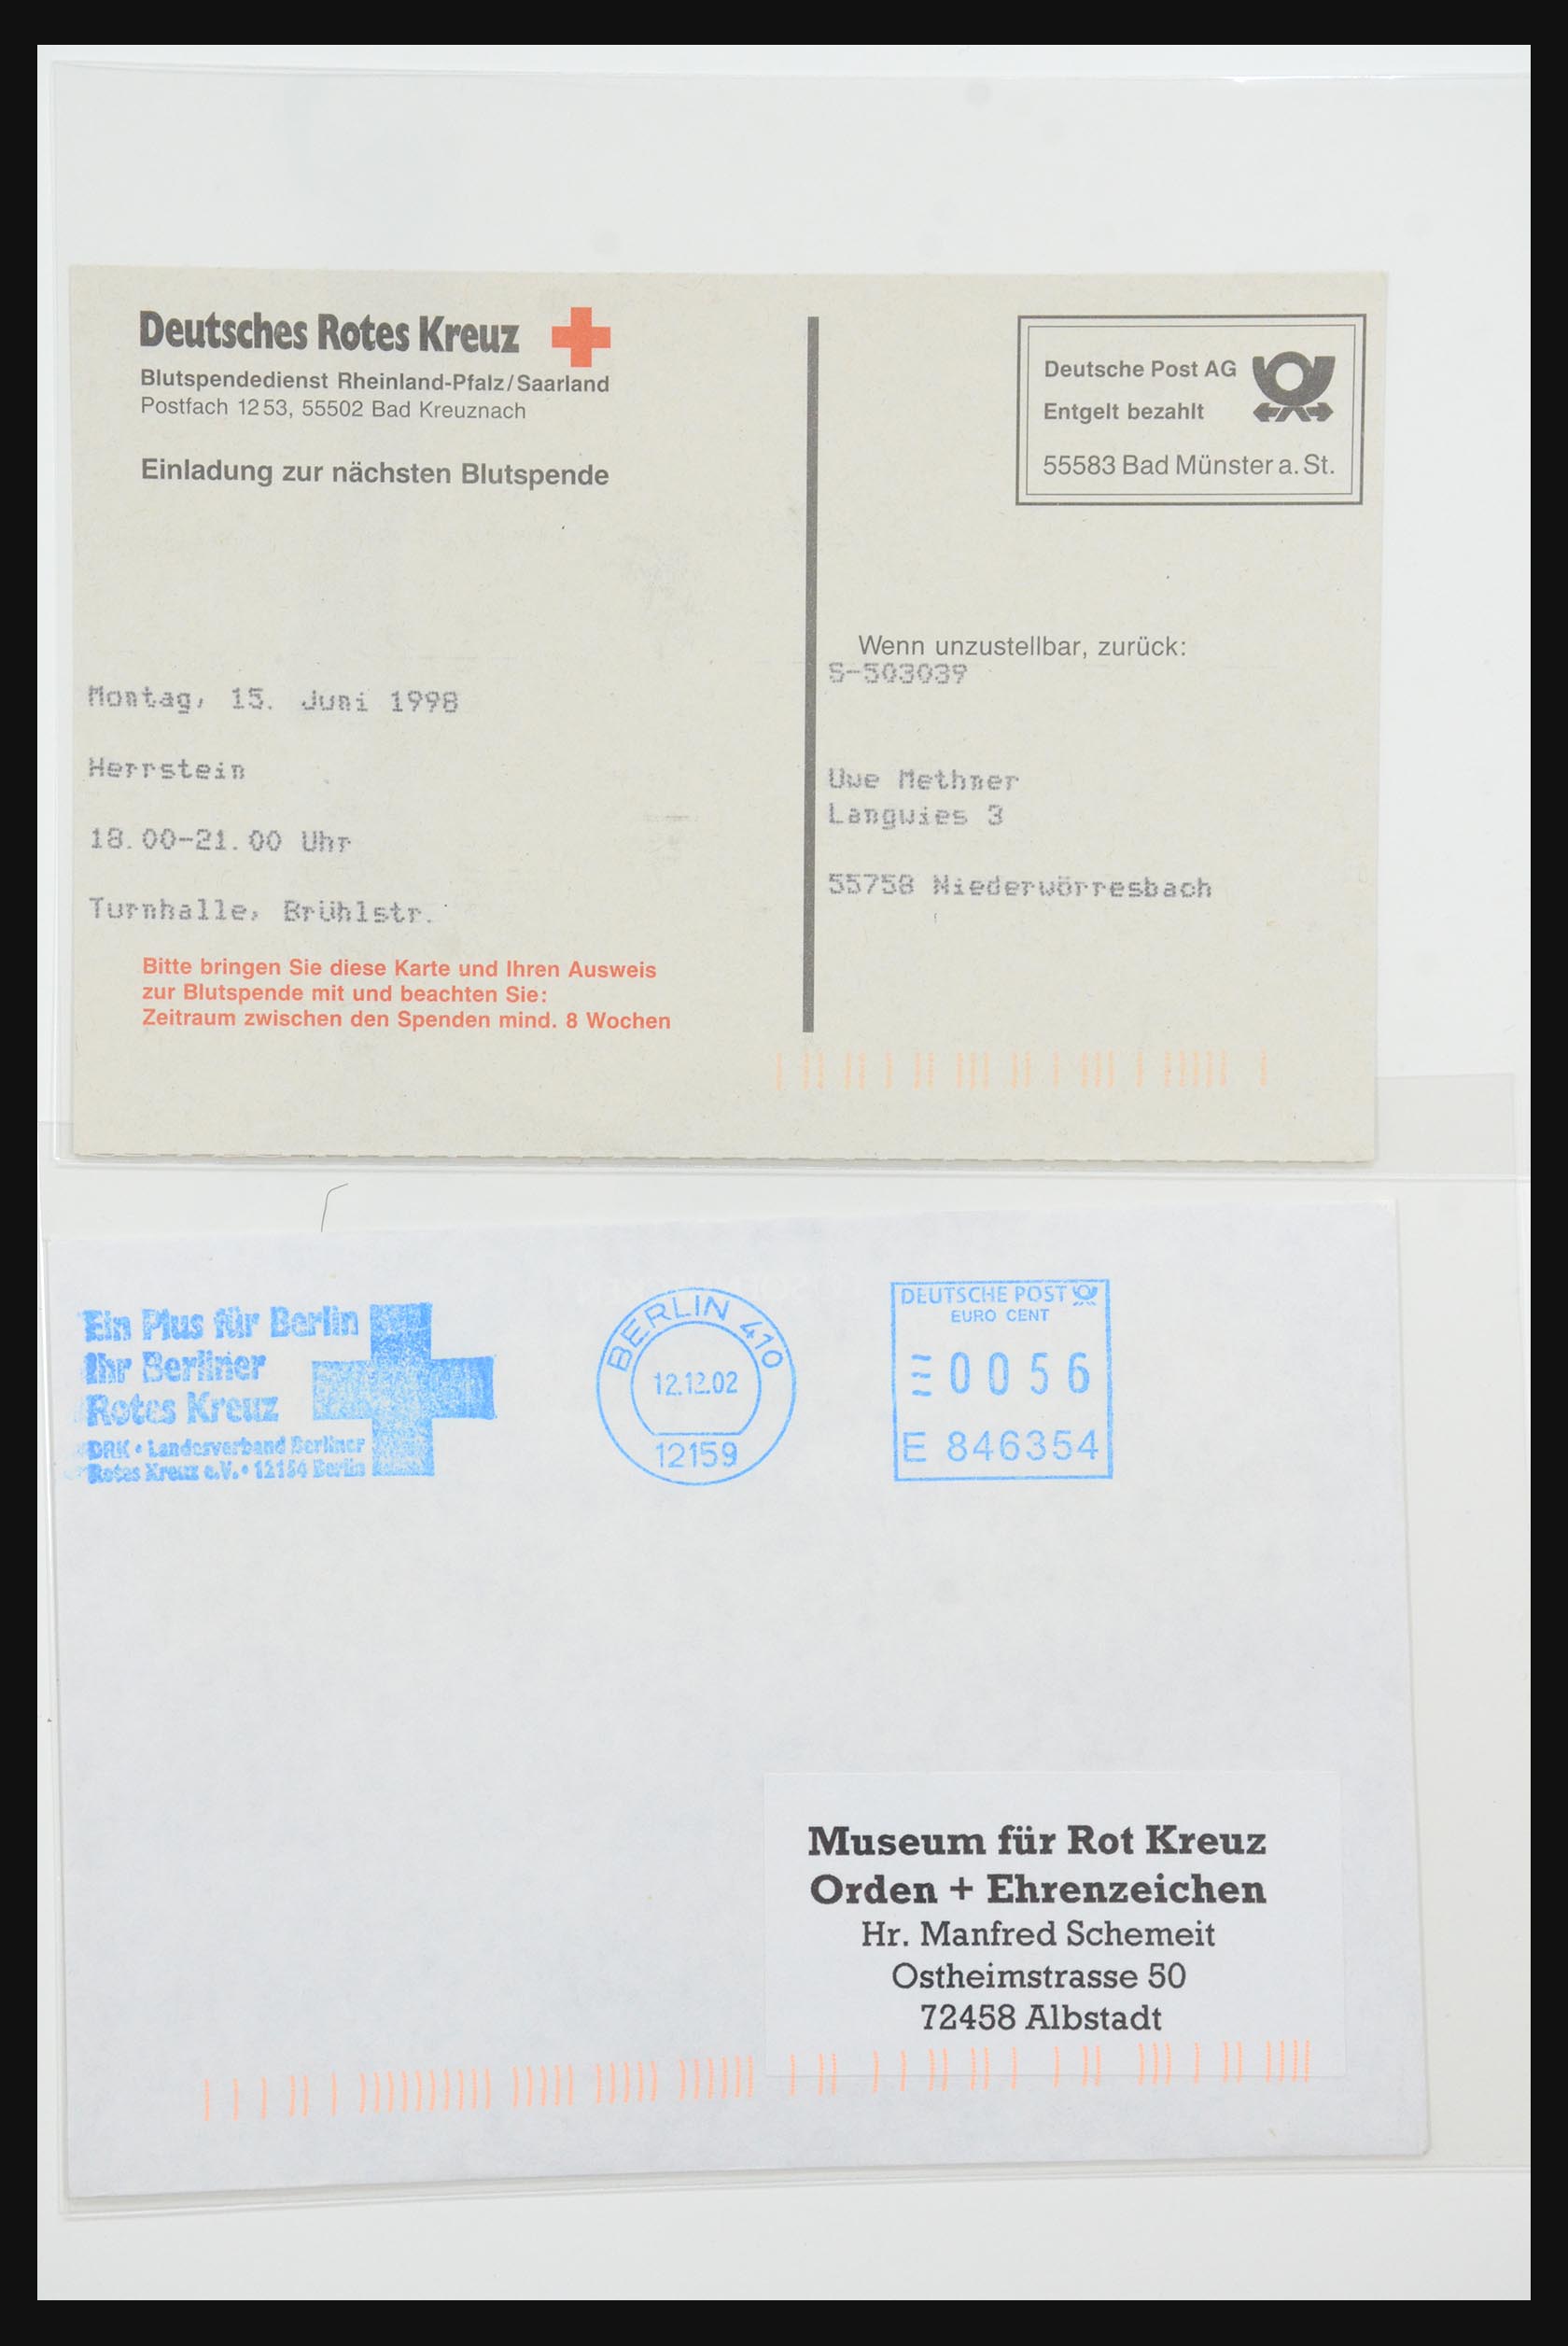 Deutsches Rotes Kreuz
Blutspendedienst Rheinland-Pfalz/Saarland
Postfach 12 53, 55502 Bad Kreuznach
Einladung zur nächsten Blutspende
Montag, 15. Juni 1998
Herrstein
18.00-21.00 Uhr
Turnhalle, Brühlstr.
Bitte bringen Sie diese Karte und Ihren Ausweis
zur Blutspende mit und beachten Sie:
Zeitraum zwischen den Spenden mind. 8 Wochen
Deutsche Post AG
Entgelt bezahlt
55583 Bad Münster a. St.
Wenn unzustellbar, zurück:
S-503039
Uwe Methner
Langwies 3
55758 Niederwörresbach
Ein Plus für Berlin
Ihr Berliner
Rotes Kreuz
DRK • Landesverband Berliner
Rotes Kreuz e.V. • 12154 Berlin
BERLIN 410
12.12.02
12159
DEUTSCHE POST
EURO CENT
0056
E 846354
Museum für Rot Kreuz
Orden + Ehrenzeichen
Hr. Manfred Schemeit
Ostheimstrasse 50
72458 Albstadt